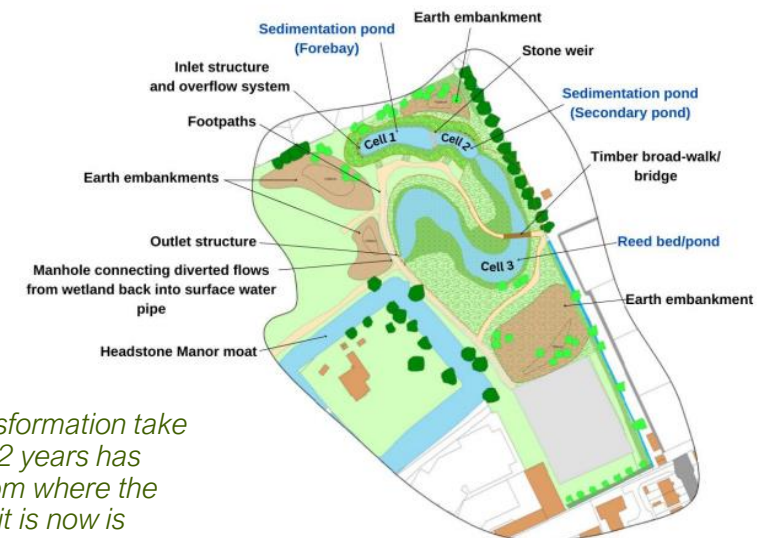 Earth embankment
Sedimentation pond
(Forebay)
Stone weir
Inlet structure
and overflow system
Sedimentation pond
(Secondary pond)
Footpaths
Cell 1
Cell 2
Timber broad-walk/
bridge
Earth embankments
Outlet structure
Reed bed/pond
Manhole connecting diverted flows
from wetland back into surface water
pipe
Cell 3
Earth embankment
Headstone Manor moat
sformation take
2 years has
om where the
it is now is